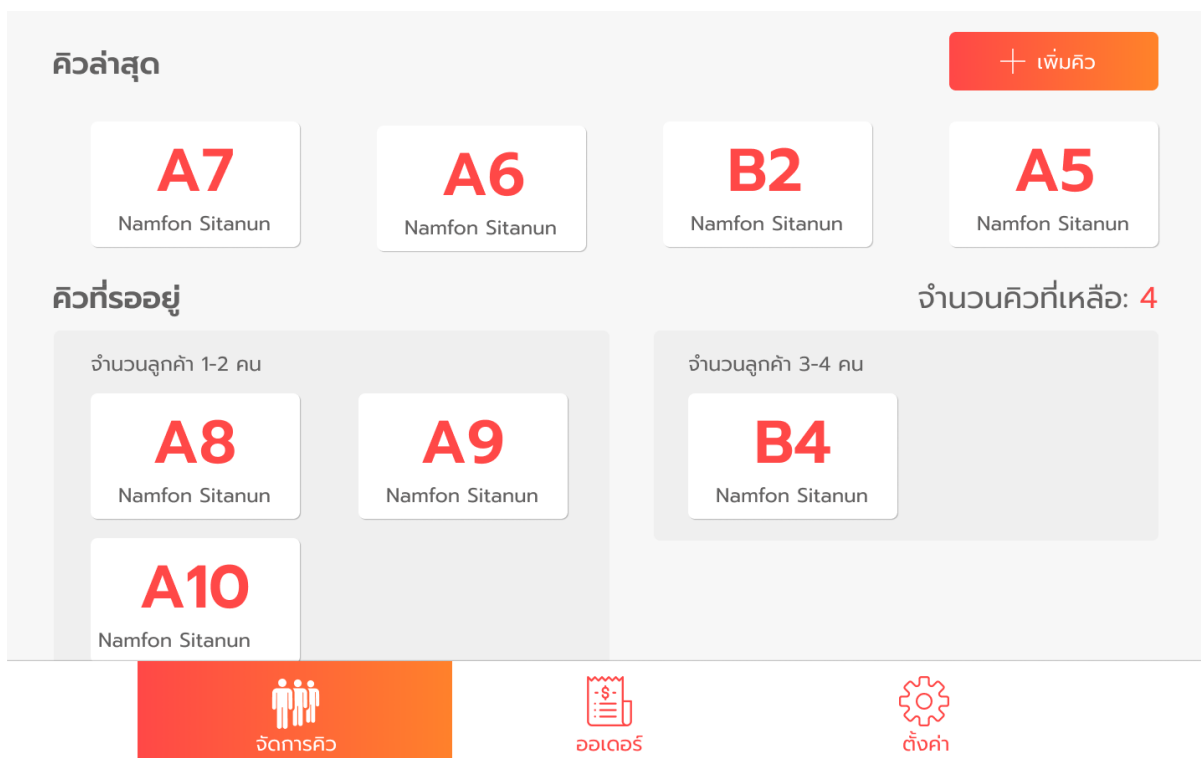 คิวล่าสุด
เพิ่มคิว
A7
Namfon Sitanun
A6
Namfon Sitanun
B2
Namfon Sitanun
A5
Namfon Sitanun
คิวที่รออยู่
จำนวนคิวที่เหลือ: 4
จำนวนลูกค้า 1-2 คน
A8
Namfon Sitanun
A9
Namfon Sitanun
A10
Namfon Sitanun
จำนวนลูกค้า 3-4 คน
B4
Namfon Sitanun
จัดการคิว
-$-
ออเดอร์
ตั้งค่า